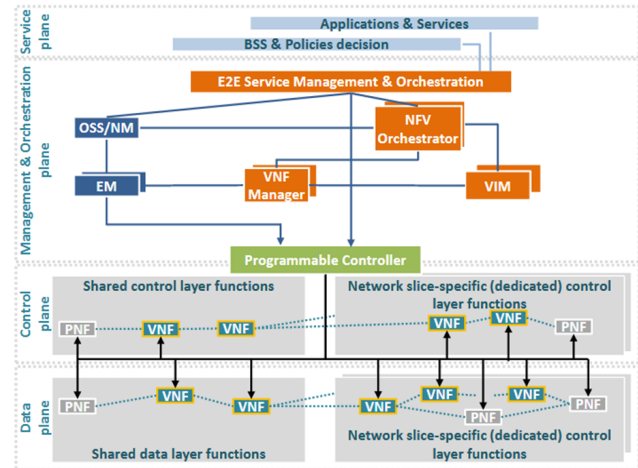 Service
plane
Applications & Services
BSS & Policies decision
Management & Orchestration
plane
E2E Service Management & Orchestration
OSS/NM
NFV
Orchestrator
EM
VNF
Manager
VIM
Programmable Controller
Control
plane
Shared control layer functions
Network slice-specific (dedicated) control
layer functions
PNF
VNF
VNF
VNF
VNF
PNF
Data
plane
PNF
VNF
VNF
VNF
VNF
PNF
VNF
PNF
Shared data layer functions
Network slice-specific (dedicated) control
layer functions